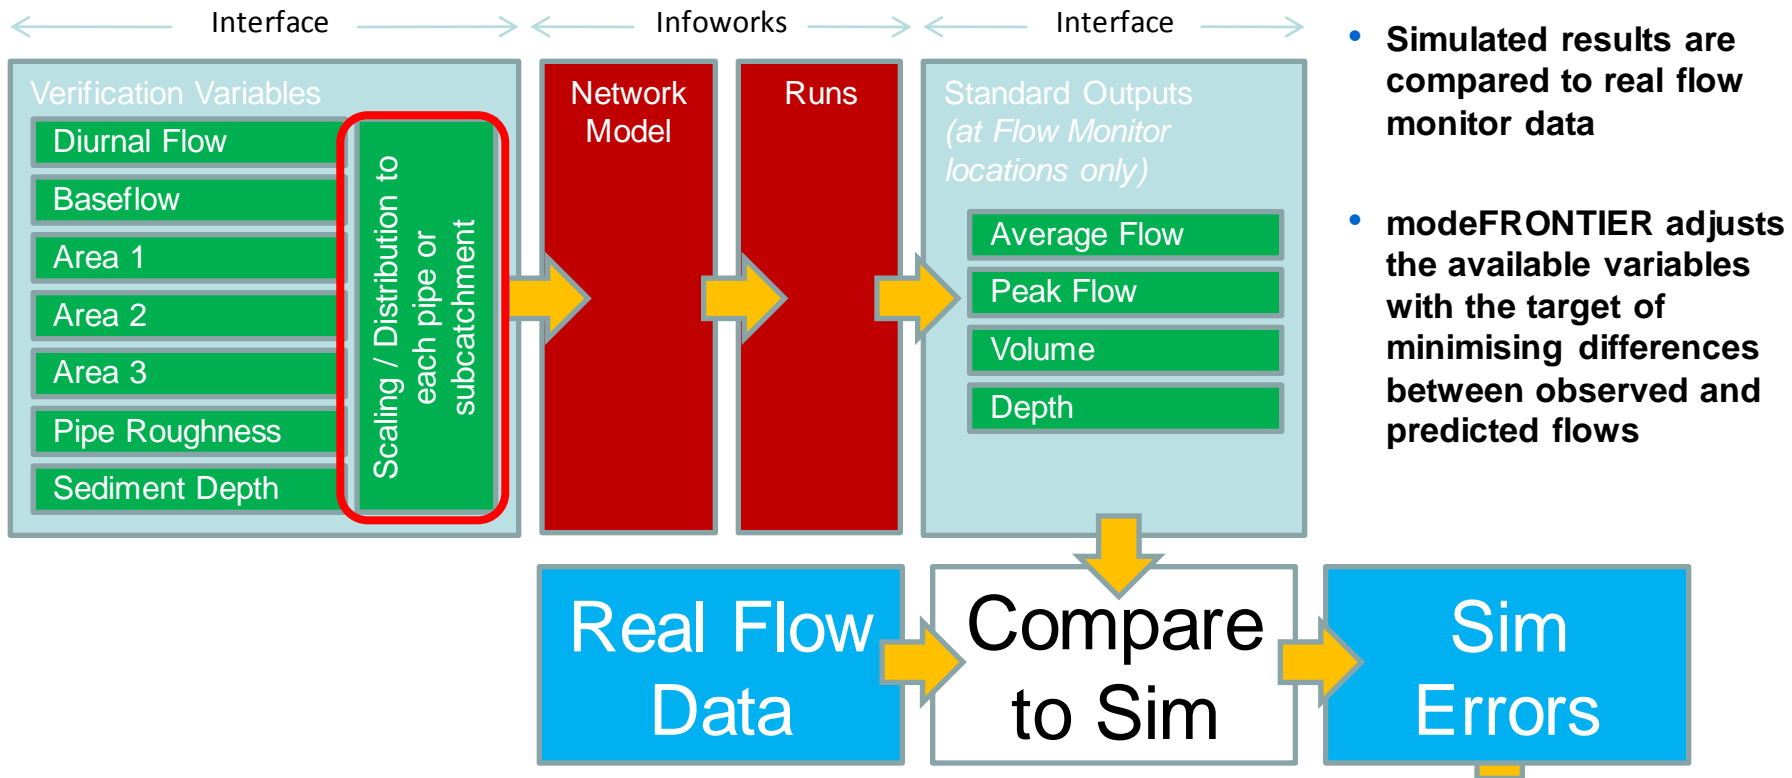 Interface
Infoworks
Interface
Verification Variables
Diurnal Flow
Baseflow
Area 1
Area 2
Area 3
Pipe Roughness
Sediment Depth
Scaling / Distribution to
each pipe or
subcatchment
Network
Model
Runs
Standard Outputs
(at Flow Monitor
locations only)
Average Flow
Peak Flow
Volume
Depth
• Simulated results are
compared to real flow
monitor data
• modeFRONTIER adjusts
the available variables
with the target of
minimising differences
between observed and
predicted flows
Real Flow
Data
Compare
to Sim
Sim
Errors